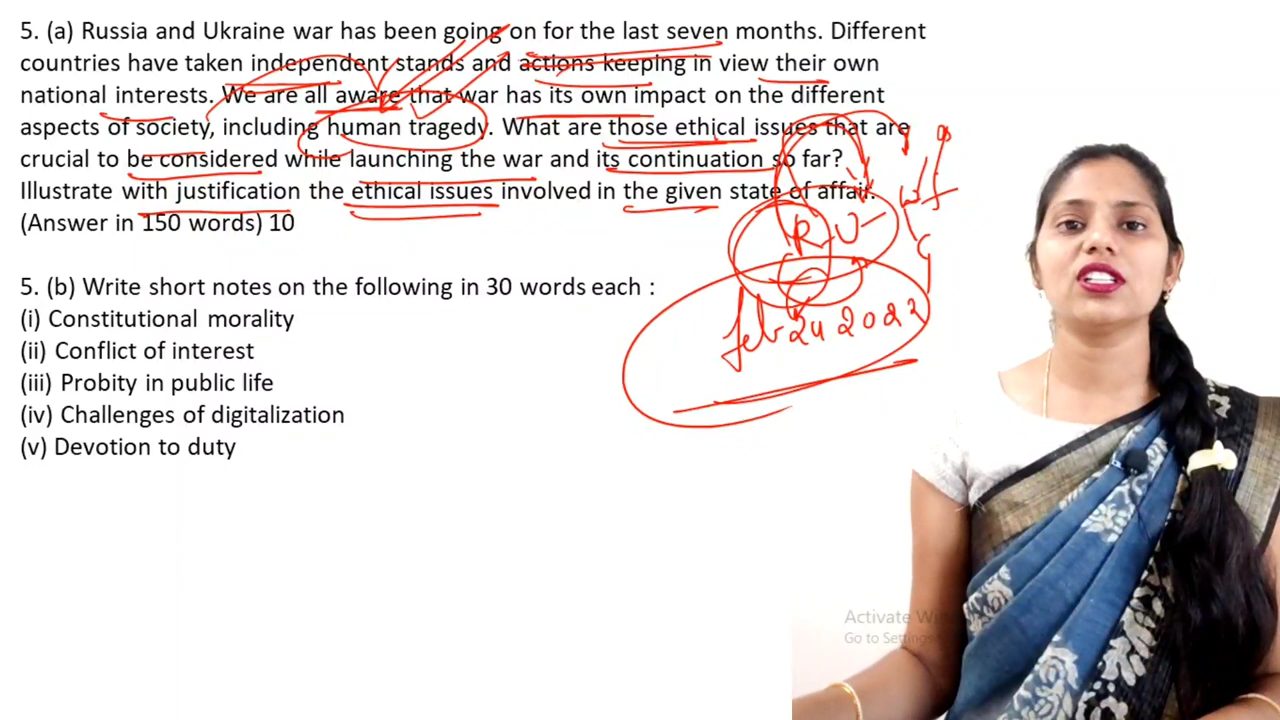 5. (a) Russia and Ukraine war has been going on for the last seven months. Different
countries have taken independent stands and actions keeping in view their own
national interests. We are all aware that war has its own impact on the different
aspects of society, including human tragedy. What are those ethical issues that are
crucial to be considered while launching the war and its continuation so far?
Illustrate with justification the ethical issues involved in the given state of affair.
(Answer in 150 words) 10
R U
feb 24 2022
5. (b) Write short notes on the following in 30 words each :
(i) Constitutional morality
(ii) Conflict of interest
(iii) Probity in public life
(iv) Challenges of digitalization
(v) Devotion to duty
Activate Win
Go to Settings